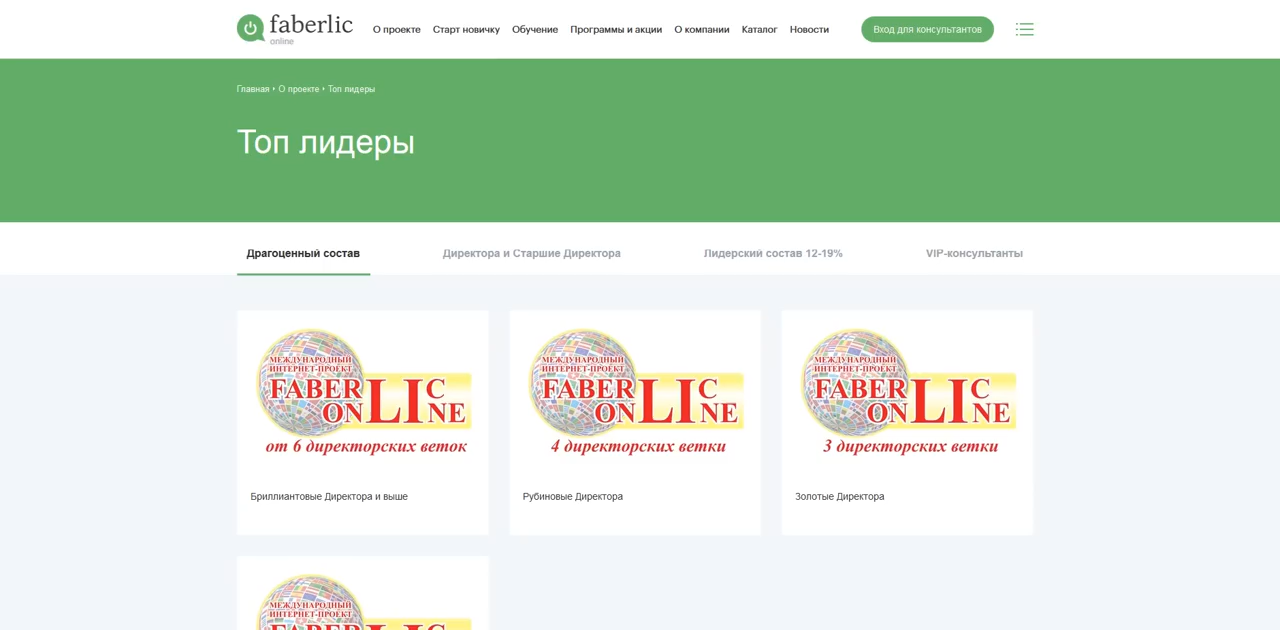 faberlic
online
О проекте Старт новичку Обучение Программы и акции О компании Каталог Новости
Вход для консультантов
Главная О проекте Топ лидеры
Топ лидеры
Драгоценный состав Директора и Старшие Директора Лидерский состав 12-19% VIP-консультанты
МЕЖДУНАРОДНЫЙ
ИНТЕРНЕТ-ПРОЕКТ
FABERLIC
ONLINE
от 6 директорских веток
Бриллиантовые Директора и выше
МЕЖДУНАРОДНЫЙ
ИНТЕРНЕТ-ПРОЕКТ
FABERLIC
ONLINE
4 директорских ветки
Рубиновые Директора
МЕЖДУНАРОДНЫЙ
ИНТЕРНЕТ-ПРОЕКТ
FABERLIC
ONLINE
3 директорских ветки
Золотые Директора
МЕЖДУНАРОДНЫЙ
ИНТЕРНЕТ-ПРОЕКТ
FABERLIC